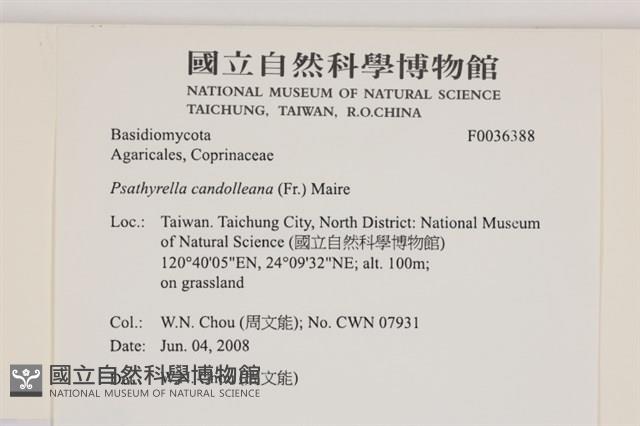 國立自然科學博物館
NATIONAL MUSEUM OF NATURAL SCIENCE
TAICHUNG, TAIWAN, R.O.CHINA
Basidiomycota F0036388
Agaricales, Coprinaceae
Psathyrella candolleana (Fr.) Maire
Loc.: Taiwan. Taichung City, North District: National Museum
of Natural Science (國立自然科學博物館)
120°40'05"EN, 24°09'32"NE; alt. 100m;
on grassland
Col.: W.N. Chou (周文能); No. CWN 07931
Date: Jun. 04, 2008
W.N. Chou (周文能)
國立自然科學博物館
NATIONAL MUSEUM OF NATURAL SCIENCE